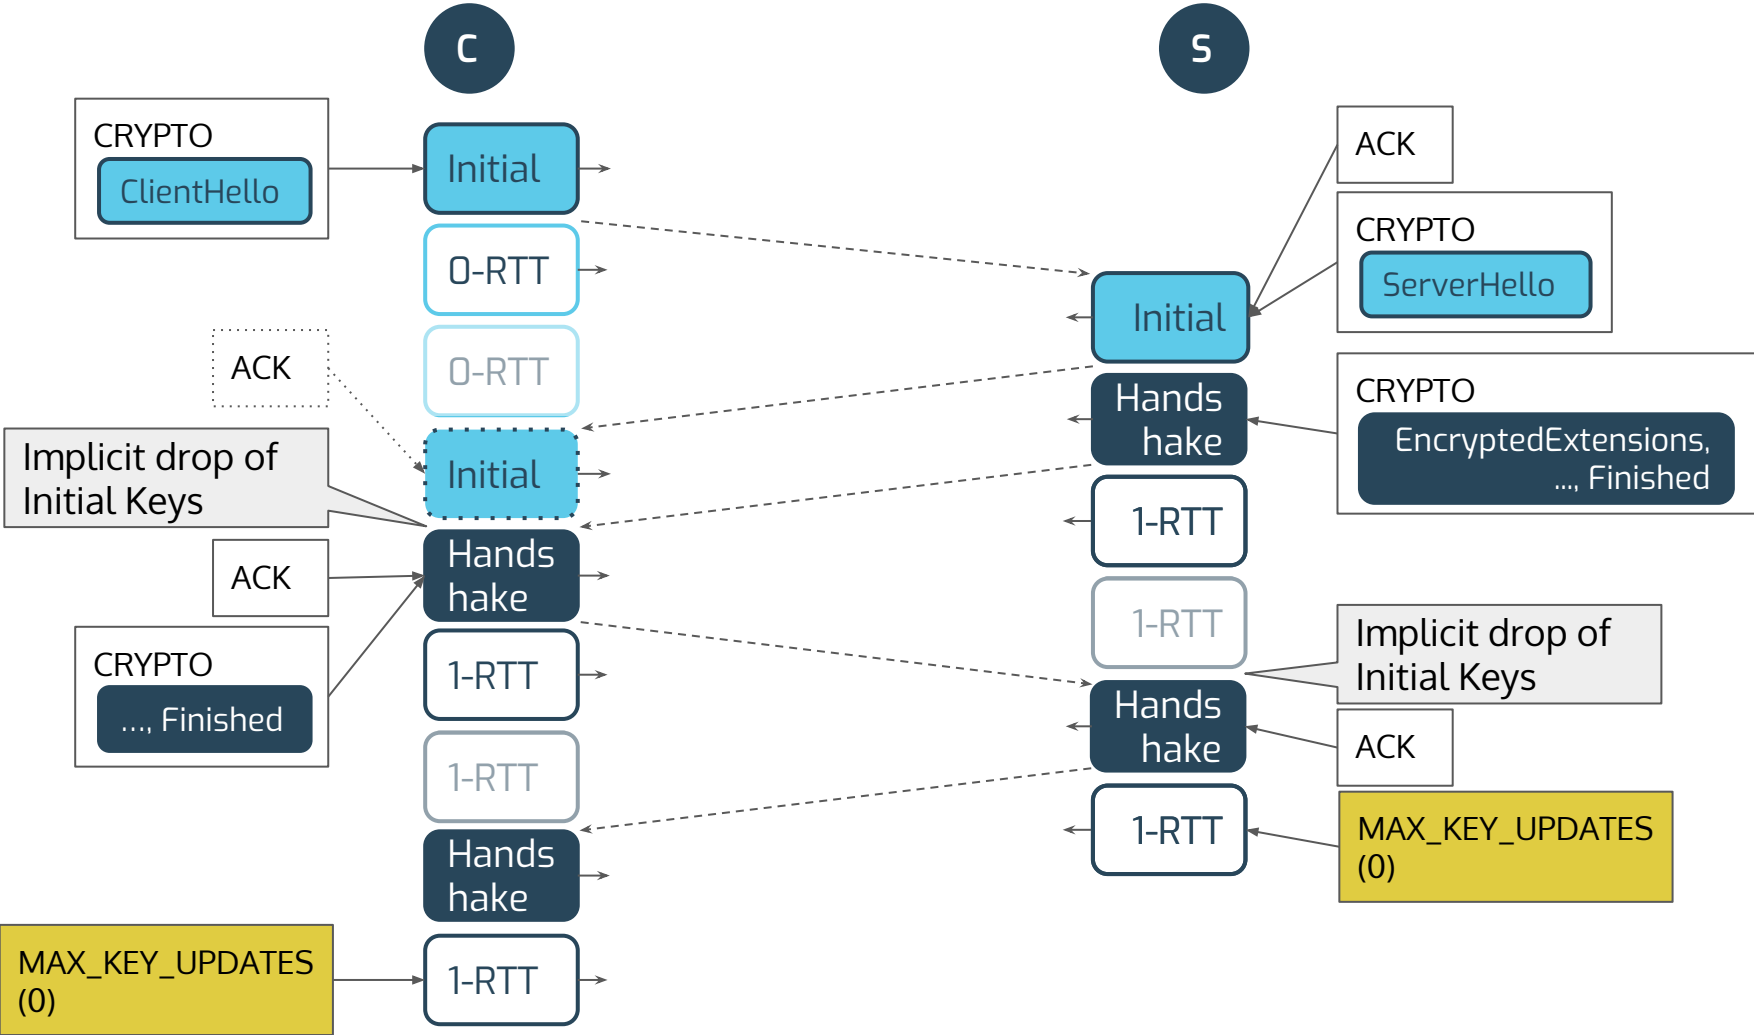 C
S
CRYPTO
ClientHello
Initial
0-RTT
0-RTT
ACK
Initial
Implicit drop of
Initial Keys
Hands
hake
ACK
CRYPTO
..., Finished
1-RTT
1-RTT
Hands
hake
MAX_KEY_UPDATES
(0)
1-RTT
ACK
CRYPTO
ServerHello
Initial
CRYPTO
EncryptedExtensions,
..., Finished
Hands
hake
1-RTT
1-RTT
Implicit drop of
Initial Keys
Hands
hake
ACK
1-RTT
MAX_KEY_UPDATES
(0)